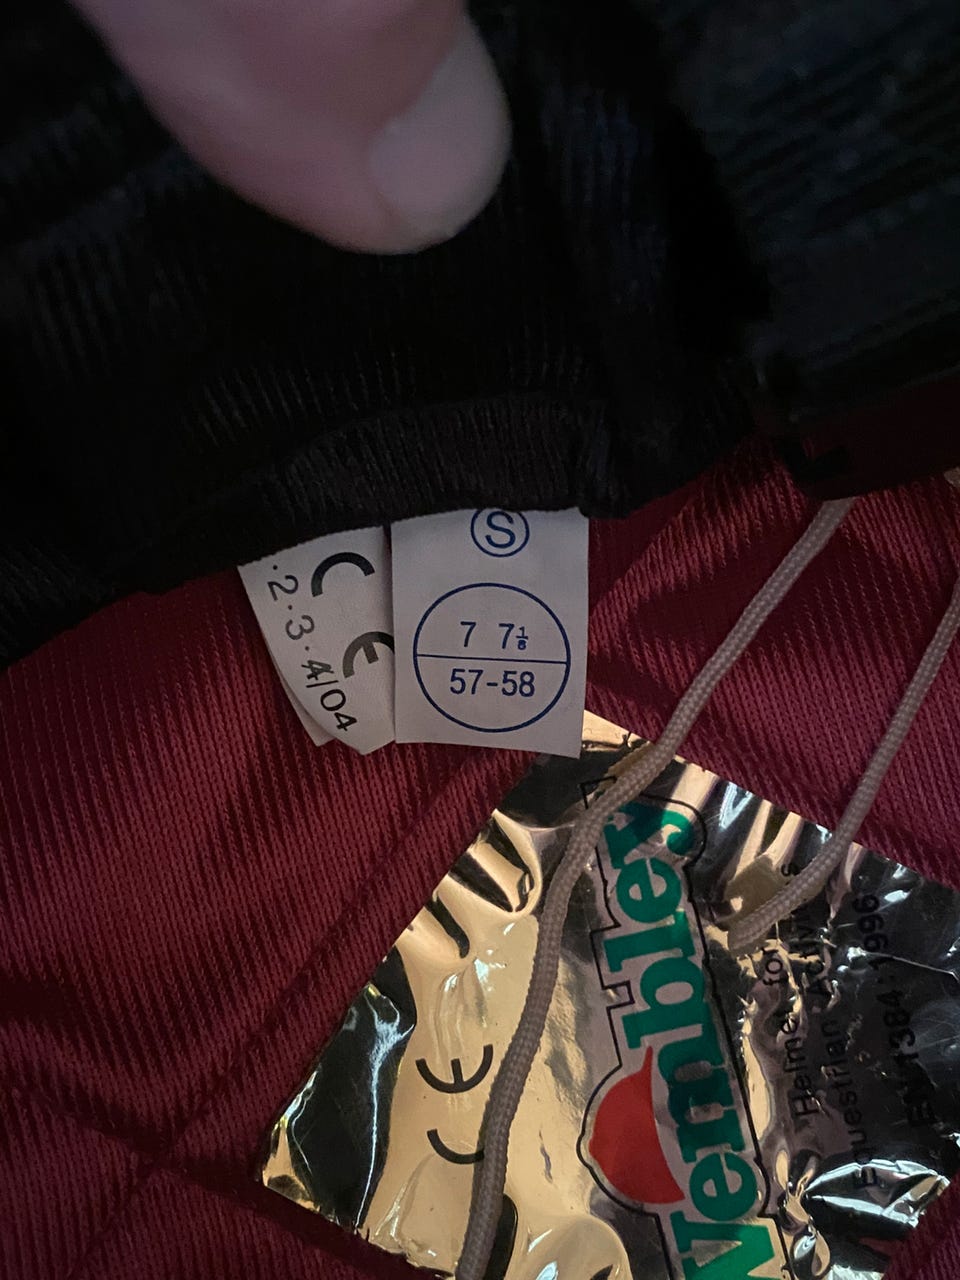 S
7 7⅛
57-58
CE
·2·3·4/04
Wembley
Helmet for
Equestrian Activities
EN 1384:1996
CE